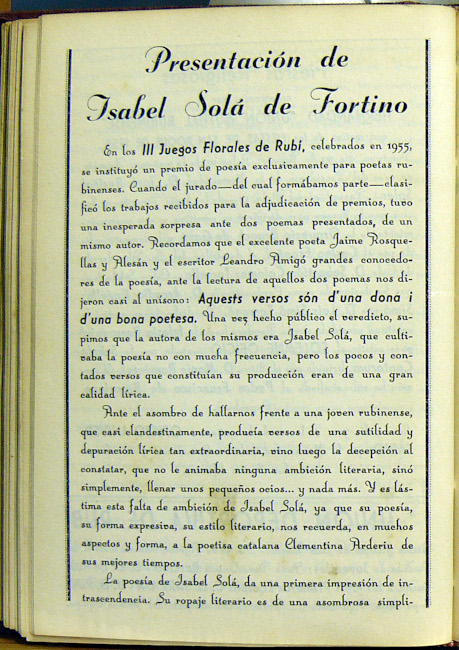 Presentación de
Isabel Solá de Fortino
En los III Juegos Florales de Rubí, celebrados en 1955,
se instituyó un premio de poesía exclusivamente para poetas ru-
binenses. Cuando el jurado—del cual formábamos parte—clasi-
ficó los trabajos recibidos para la adjudicación de premios, tuvo
una inesperada sorpresa ante dos poemas presentados, de un
mismo autor. Recordamos que el excelente poeta Jaime Rosque-
llas y Alesán y el escritor Leandro Amigó grandes conocedo-
res de la poesía, ante la lectura de aquellos dos poemas nos di-
jeron casi al unísono: Aquests versos són d'una dona i
d'una bona poetesa. Una vez hecho público el veredicto, su-
pimos que la autora de los mismos era Isabel Solá, que culti-
vaba la poesía no con mucha frecuencia, pero los pocos y con-
tados versos que constituían su producción eran de una gran
calidad lírica.
Ante el asombro de hallarnos frente a una joven rubinense,
que casi clandestinamente, producía versos de una sutilidad y
depuración lírica tan extraordinaria, vino luego la decepción al
constatar, que no le animaba ninguna ambición literaria, sinó
simplemente, llenar unos pequeños ocios... y nada más. Y es lás-
tima esta falta de ambición de Isabel Solá, ya que su poesía,
su forma expresiva, su estilo literario, nos recuerda, en muchos
aspectos y forma, a la poetisa catalana Clementina Arderiu de
sus mejores tiempos.
La poesía de Isabel Solá, da una primera impresión de in-
trascendencia. Su ropaje literario es de una asombrosa simpli-